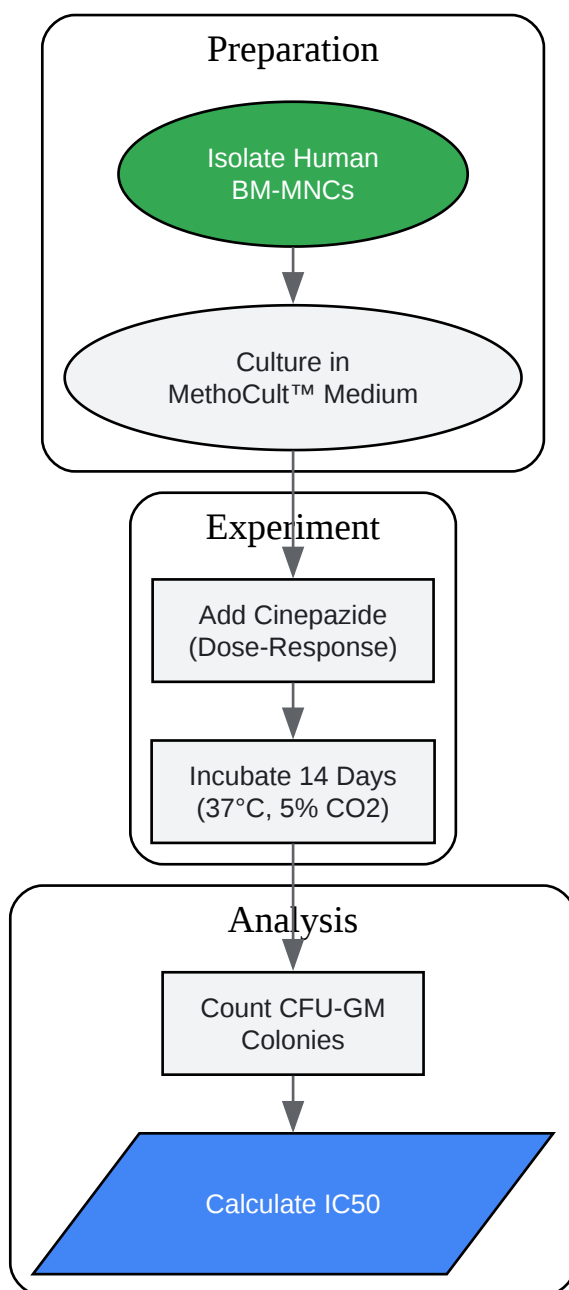 Preparation
Isolate Human
BM-MNCs
Culture in
MethoCult™ Medium
Experiment
Add Cinepazide
(Dose-Response)
Incubate 14 Days
(37°C, 5% CO2)
Analysis
Count CFU-GM
Colonies
Calculate IC50